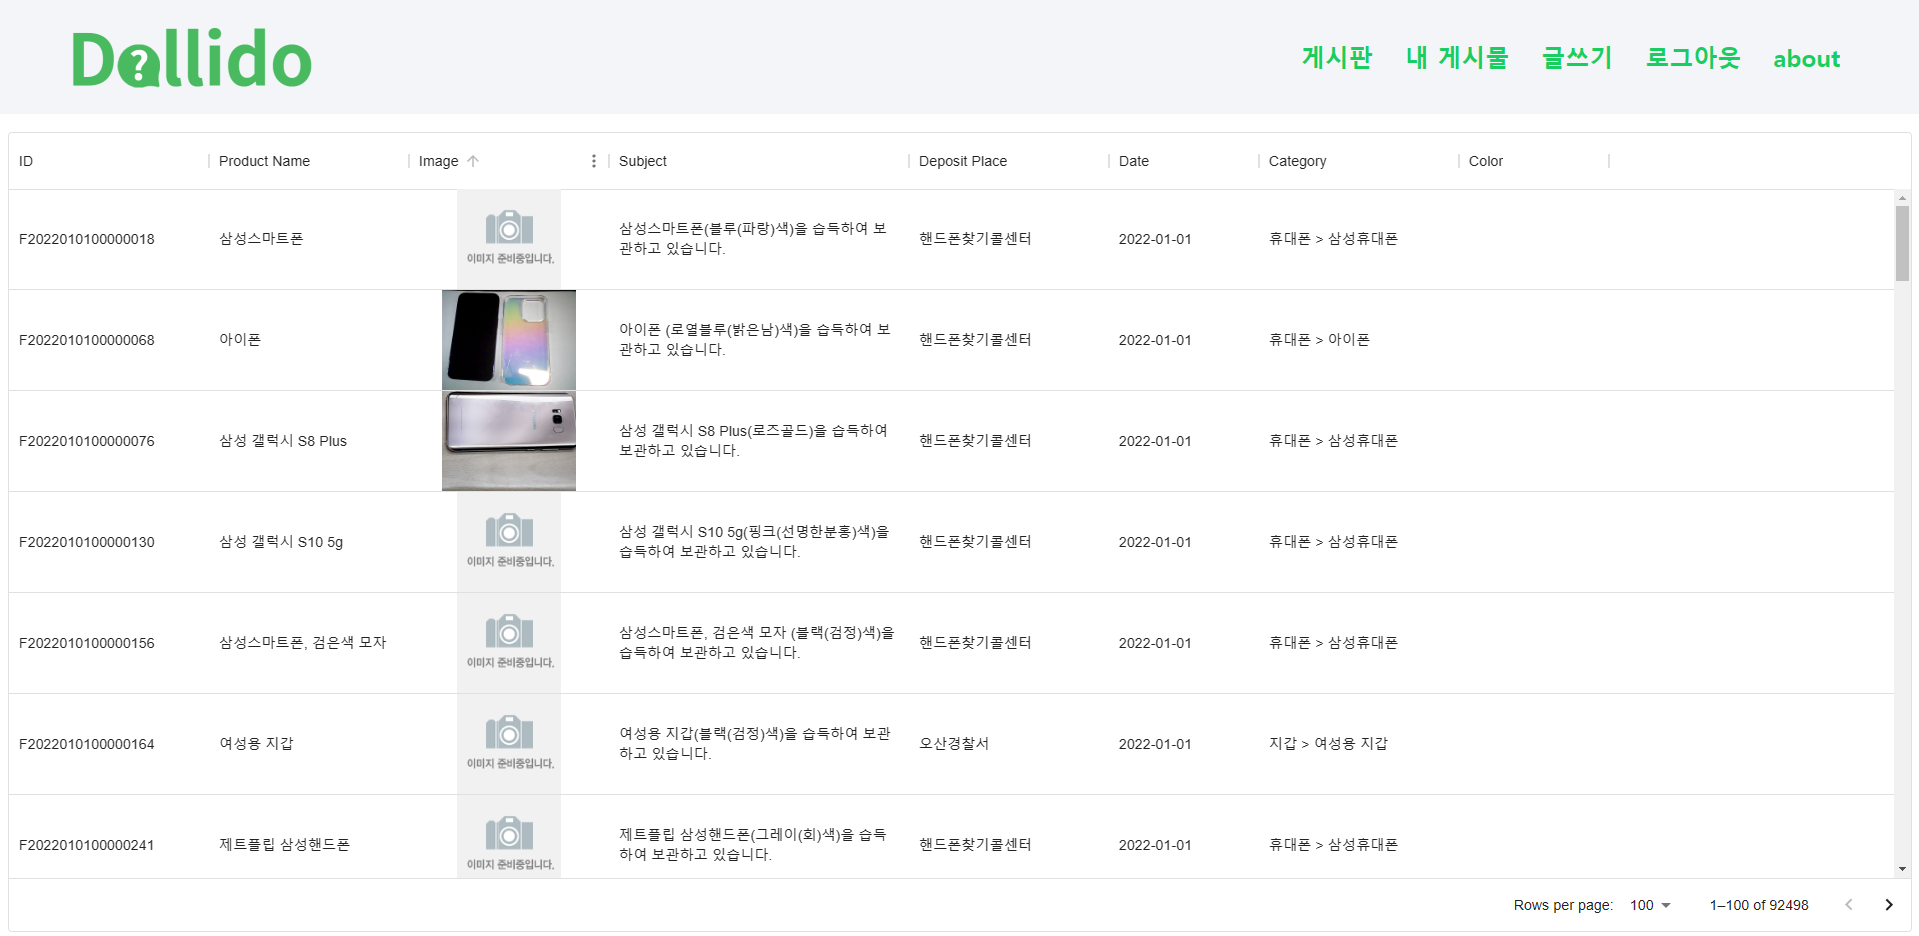 Dallido
게시판 내 게시물 글쓰기 로그아웃 about
ID Product Name Image Subject Deposit Place Date Category Color
F2022010100000018 삼성스마트폰 이미지 준비중입니다. 삼성스마트폰(블루(파랑)색)을 습득하여 보
관하고 있습니다. 핸드폰찾기콜센터 2022-01-01 휴대폰 > 삼성휴대폰
F2022010100000068 아이폰 아이폰 (로열블루(밝은남)색)을 습득하여 보
관하고 있습니다. 핸드폰찾기콜센터 2022-01-01 휴대폰 > 아이폰
F2022010100000076 삼성 갤럭시 S8 Plus 삼성 갤럭시 S8 Plus(로즈골드)을 습득하여
보관하고 있습니다. 핸드폰찾기콜센터 2022-01-01 휴대폰 > 삼성휴대폰
F2022010100000130 삼성 갤럭시 S10 5g 이미지 준비중입니다. 삼성 갤럭시 S10 5g(핑크(선명한분홍)색)을
습득하여 보관하고 있습니다. 핸드폰찾기콜센터 2022-01-01 휴대폰 > 삼성휴대폰
F2022010100000156 삼성스마트폰, 검은색 모자 이미지 준비중입니다. 삼성스마트폰, 검은색 모자 (블랙(검정)색)을
습득하여 보관하고 있습니다. 핸드폰찾기콜센터 2022-01-01 휴대폰 > 삼성휴대폰
F2022010100000164 여성용 지갑 이미지 준비중입니다. 여성용 지갑(블랙(검정)색)을 습득하여 보관
하고 있습니다. 오산경찰서 2022-01-01 지갑 > 여성용 지갑
F2022010100000241 제트플립 삼성핸드폰 이미지 준비중입니다. 제트플립 삼성핸드폰(그레이(회)색)을 습득
하여 보관하고 있습니다. 핸드폰찾기콜센터 2022-01-01 휴대폰 > 삼성휴대폰
Rows per page: 100 1–100 of 92498